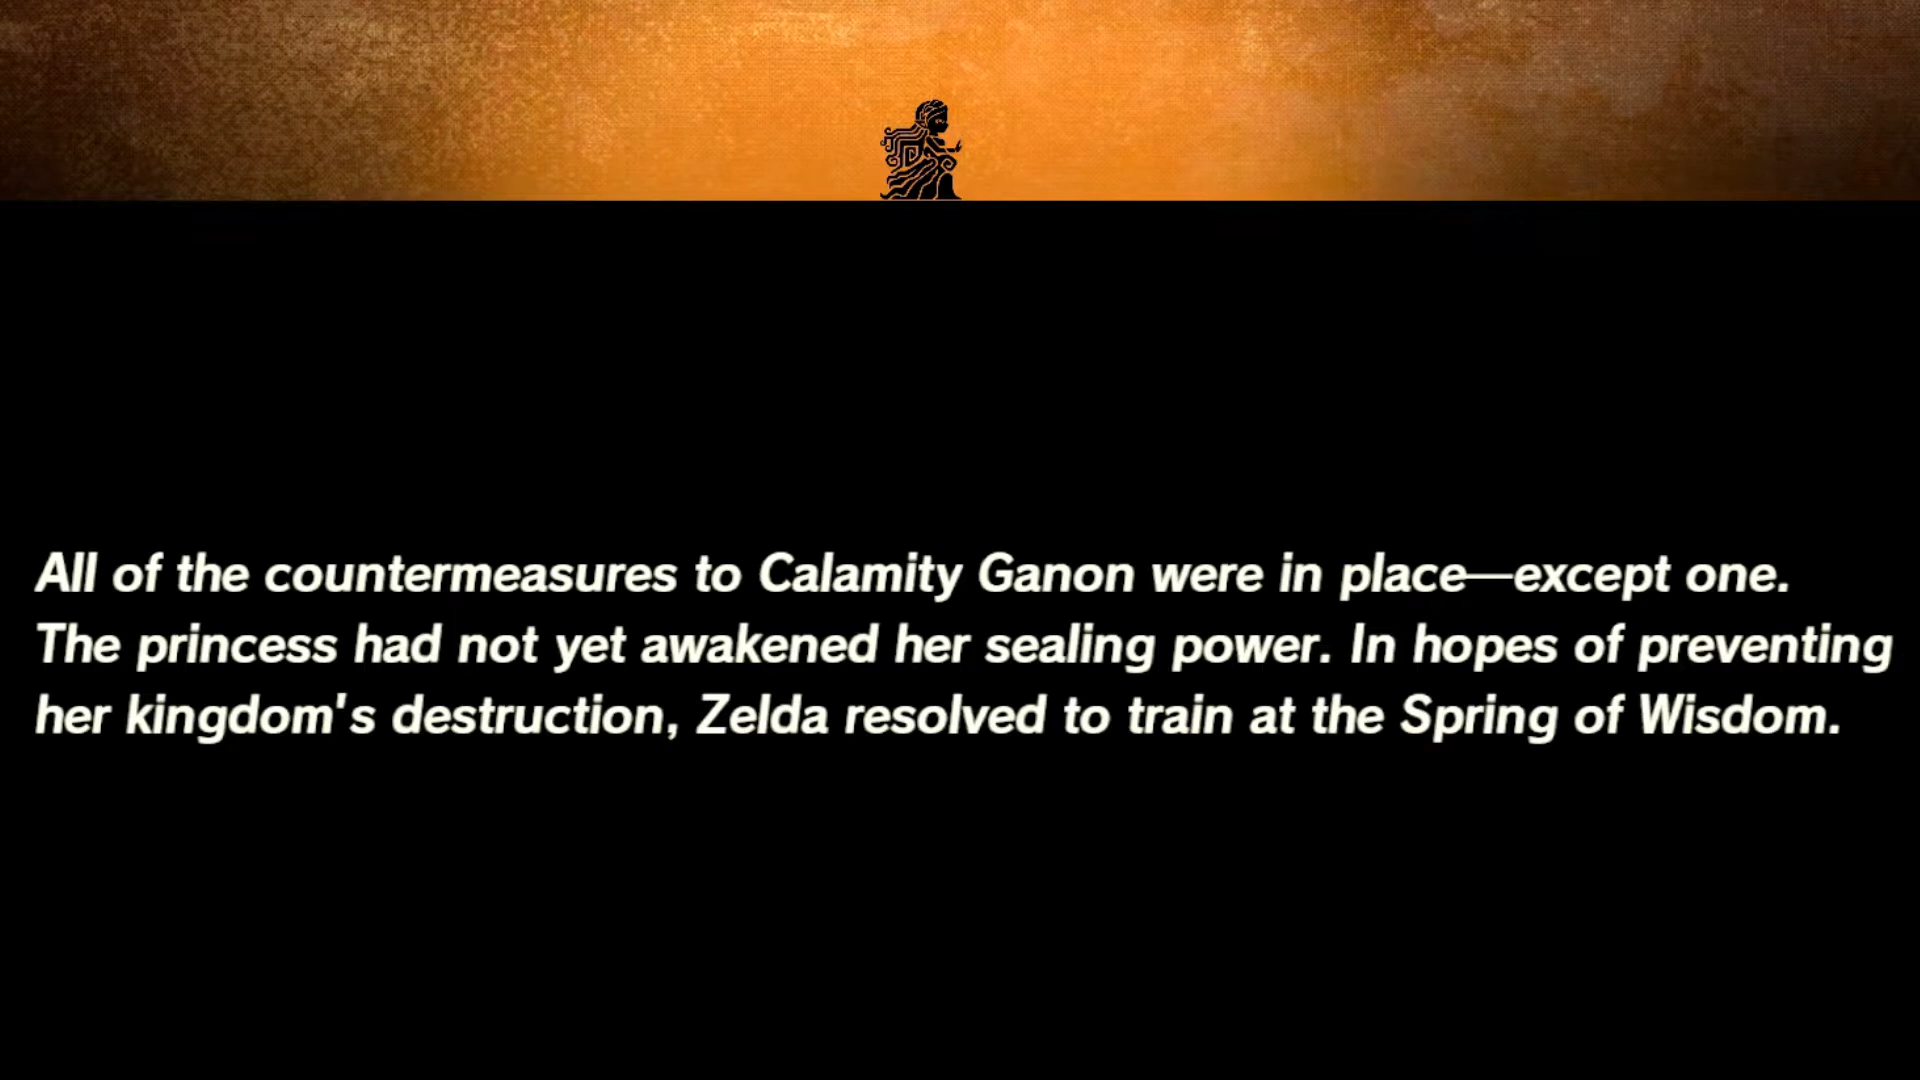 All of the countermeasures to Calamity Ganon were in place—except one.
The princess had not yet awakened her sealing power. In hopes of preventing
her kingdom's destruction, Zelda resolved to train at the Spring of Wisdom.